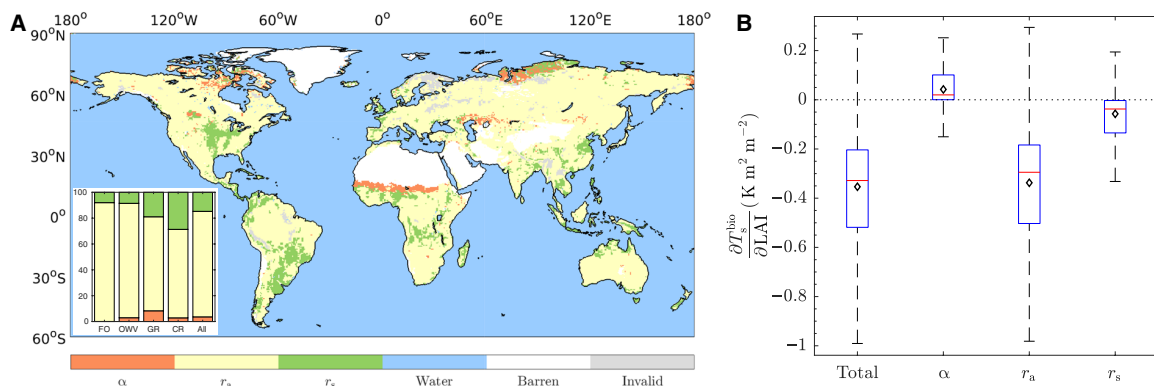 A
180° 120°W 60°W 0° 60°E 120°E 180°
90°N
60°N
30°N
0°
30°S
60°S
100
80
60
40
20
0
FO OWV GR CR All
α r_a r_s Water Barren Invalid
B
∂T_s^bio/∂LAI (K m² m⁻²)
0.2
0
−0.2
−0.4
−0.6
−0.8
−1
Total α r_a r_s